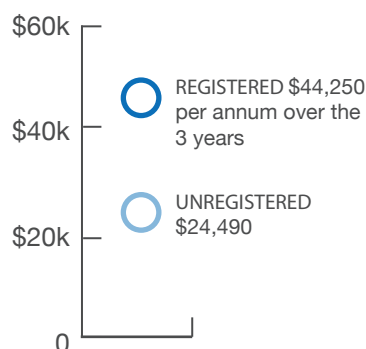 $60k
REGISTERED $44,250
per annum over the
3 years
$40k
UNREGISTERED
$24,490
$20k
0